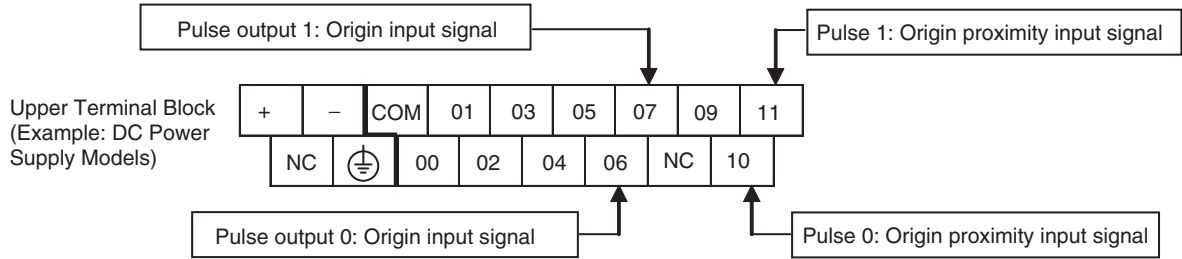 Pulse output 1: Origin input signal
Pulse 1: Origin proximity input signal
Upper Terminal Block
(Example: DC Power
Supply Models)
+ − COM 01 03 05 07 09 11
NC 00 02 04 06 NC 10
Pulse output 0: Origin input signal
Pulse 0: Origin proximity input signal